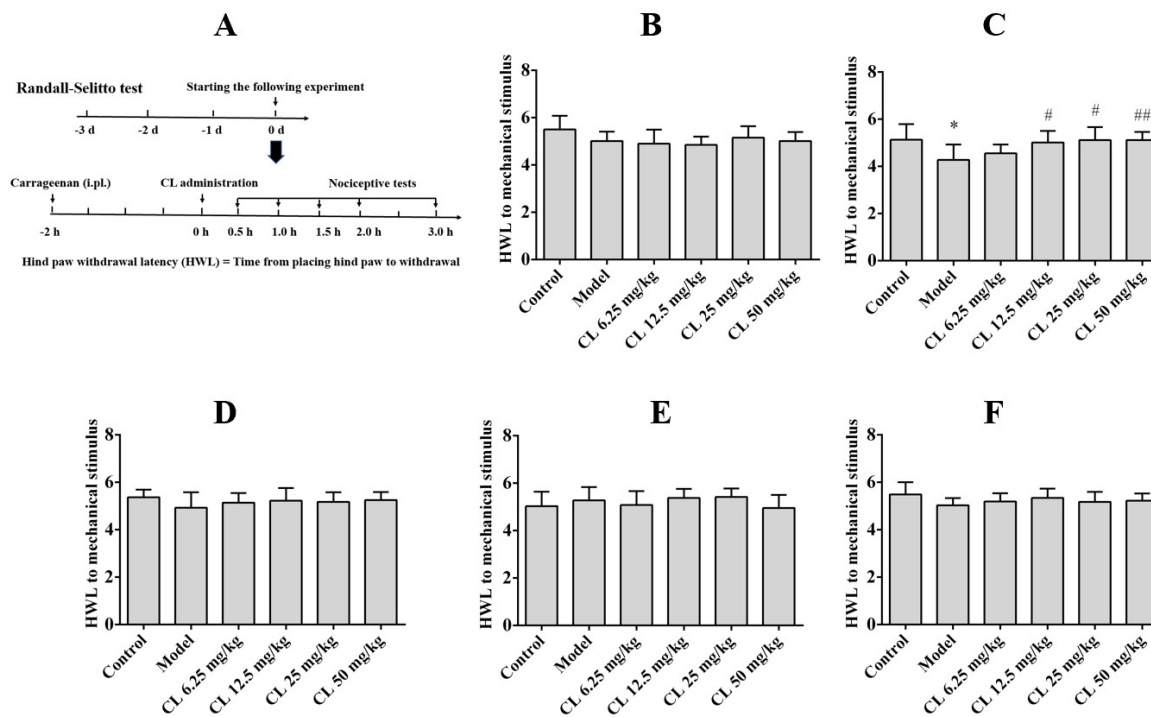 A
Randall-Selitto test
Starting the following experiment
-3 d -2 d -1 d 0 d
Carrageenan (i.pl.) CL administration Nociceptive tests
-2 h 0 h 0.5 h 1.0 h 1.5 h 2.0 h 3.0 h
Hind paw withdrawal latency (HWL) = Time from placing hind paw to withdrawal
B
HWL to mechanical stimulus
8
6
4
2
0
Control
Model
CL 6.25 mg/kg
CL 12.5 mg/kg
CL 25 mg/kg
CL 50 mg/kg
C
HWL to mechanical stimulus
8
6
4
2
0
* # # ##
Control
Model
CL 6.25 mg/kg
CL 12.5 mg/kg
CL 25 mg/kg
CL 50 mg/kg
D
HWL to mechanical stimulus
8
6
4
2
0
Control
Model
CL 6.25 mg/kg
CL 12.5 mg/kg
CL 25 mg/kg
CL 50 mg/kg
E
HWL to mechanical stimulus
8
6
4
2
0
Control
Model
CL 6.25 mg/kg
CL 12.5 mg/kg
CL 25 mg/kg
CL 50 mg/kg
F
HWL to mechanical stimulus
8
6
4
2
0
Control
Model
CL 6.25 mg/kg
CL 12.5 mg/kg
CL 25 mg/kg
CL 50 mg/kg